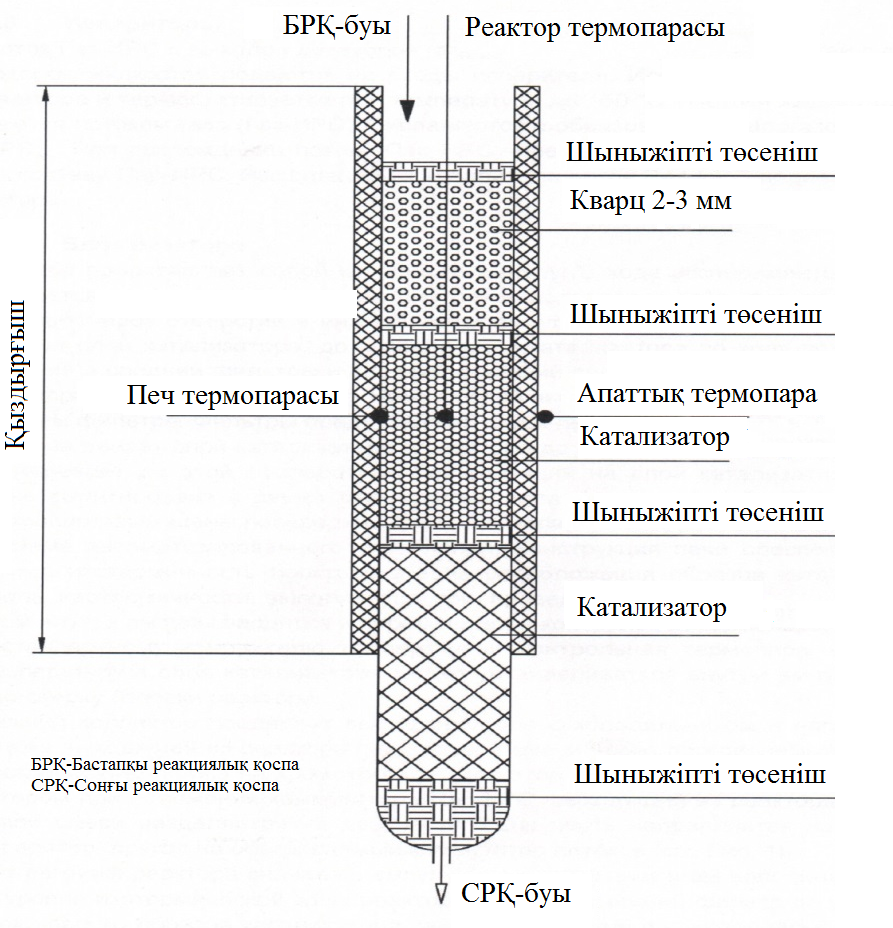 БРҚ-буы
Реактор термопарасы
Шыныжіпті төсеніш
Кварц 2-3 мм
Шыныжіпті төсеніш
Қыздырғыш
Печ термопарасы
Апаттық термопара
Катализатор
Шыныжіпті төсеніш
Катализатор
БРҚ-Бастапқы реакциялық қоспа
СРҚ-Соңғы реакциялық қоспа
Шыныжіпті төсеніш
СРҚ-буы